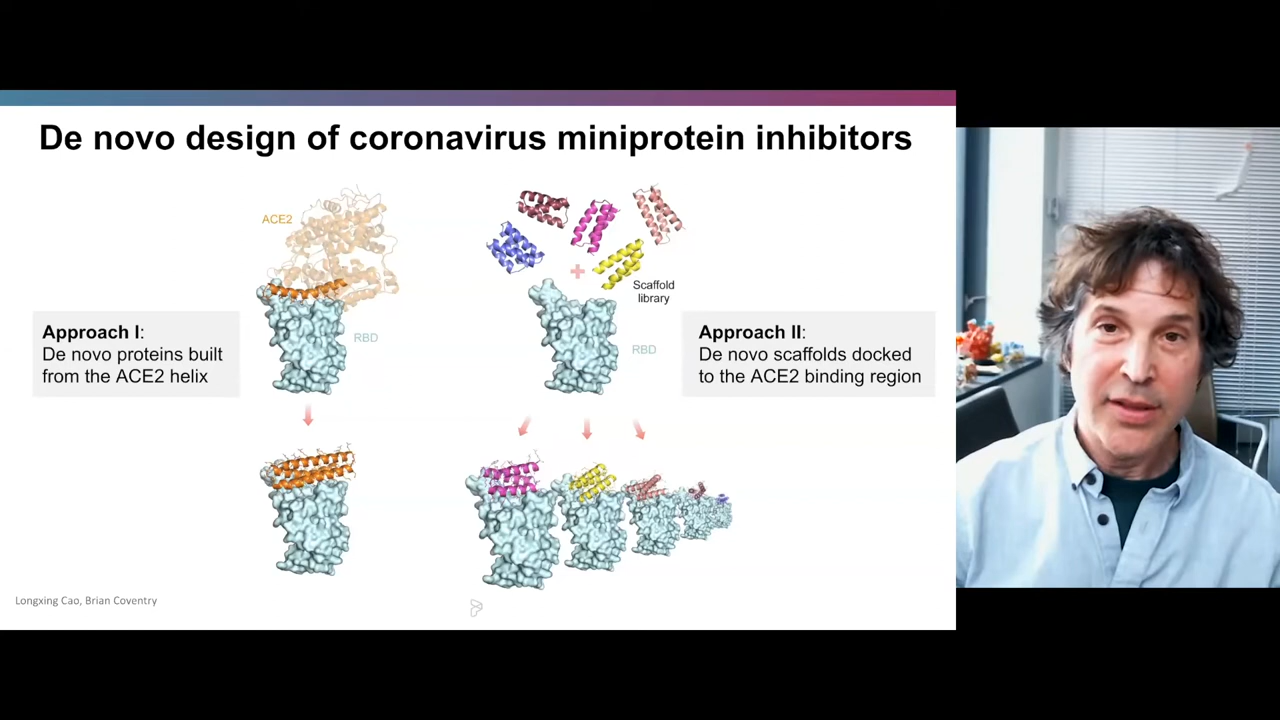 De novo design of coronavirus miniprotein inhibitors
ACE2
Scaffold
library
Approach I:
De novo proteins built
from the ACE2 helix
RBD
RBD
Approach II:
De novo scaffolds docked
to the ACE2 binding region
Longxing Cao, Brian Coventry